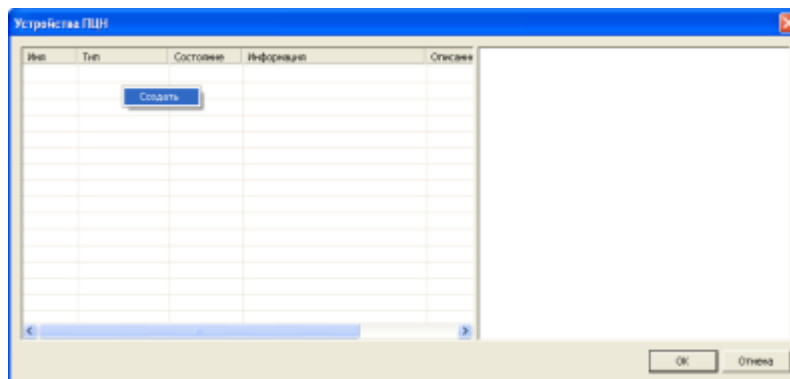 Устройства ПЦН
Имя Тип Состояние Информация Описание
Создать
OK Отмена